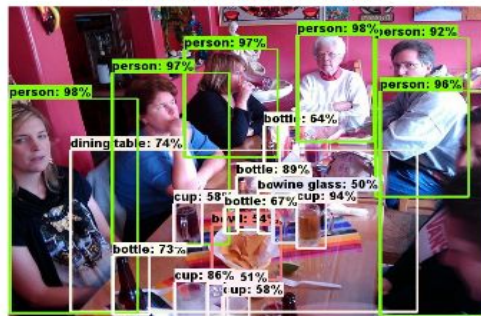 person: 98%
person: 97%
person: 97%
person: 98%
person: 92%
person: 96%
bottle: 64%
dining table: 74%
bottle: 89%
wine glass: 50%
cup: 58%
cup: 94%
bottle: 67%
bowl: 54%
bottle: 73%
cup: 86%
51%
cup: 58%